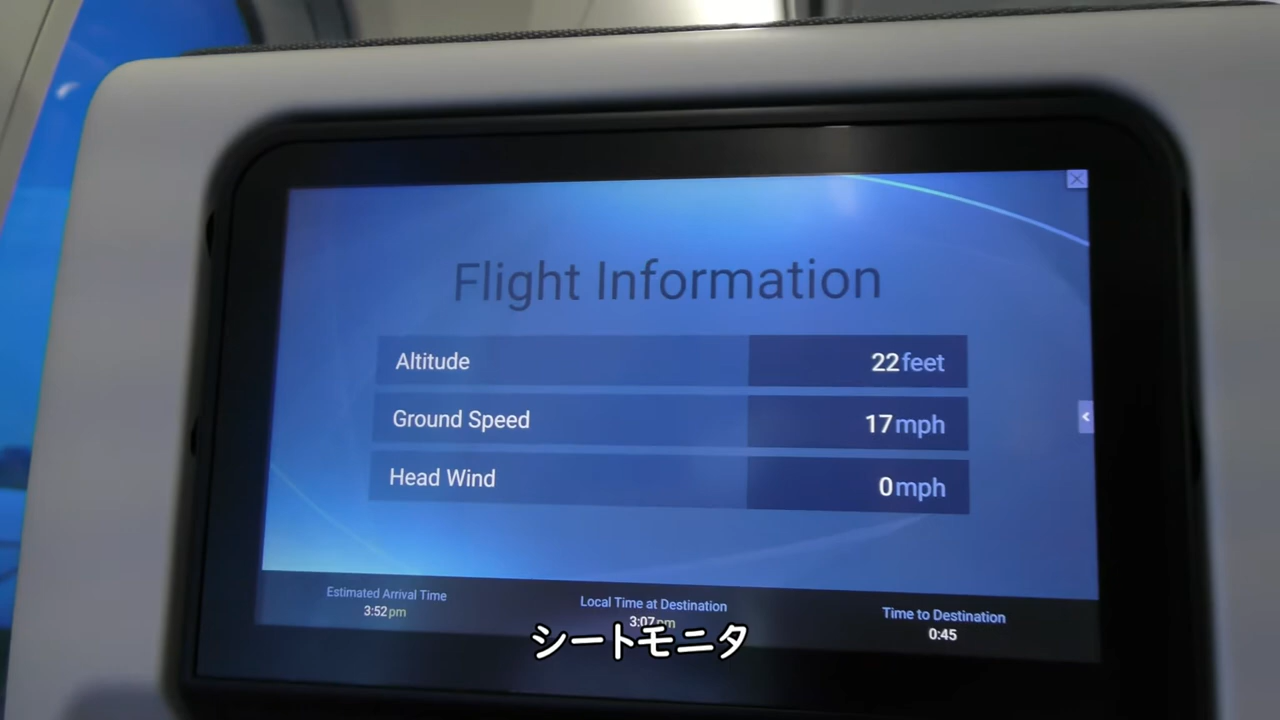 Flight Information
Altitude 22 feet
Ground Speed 17 mph
Head Wind 0 mph
Estimated Arrival Time
3:52 pm
Local Time at Destination
3:07 pm
Time to Destination
0:45
シートモニタ